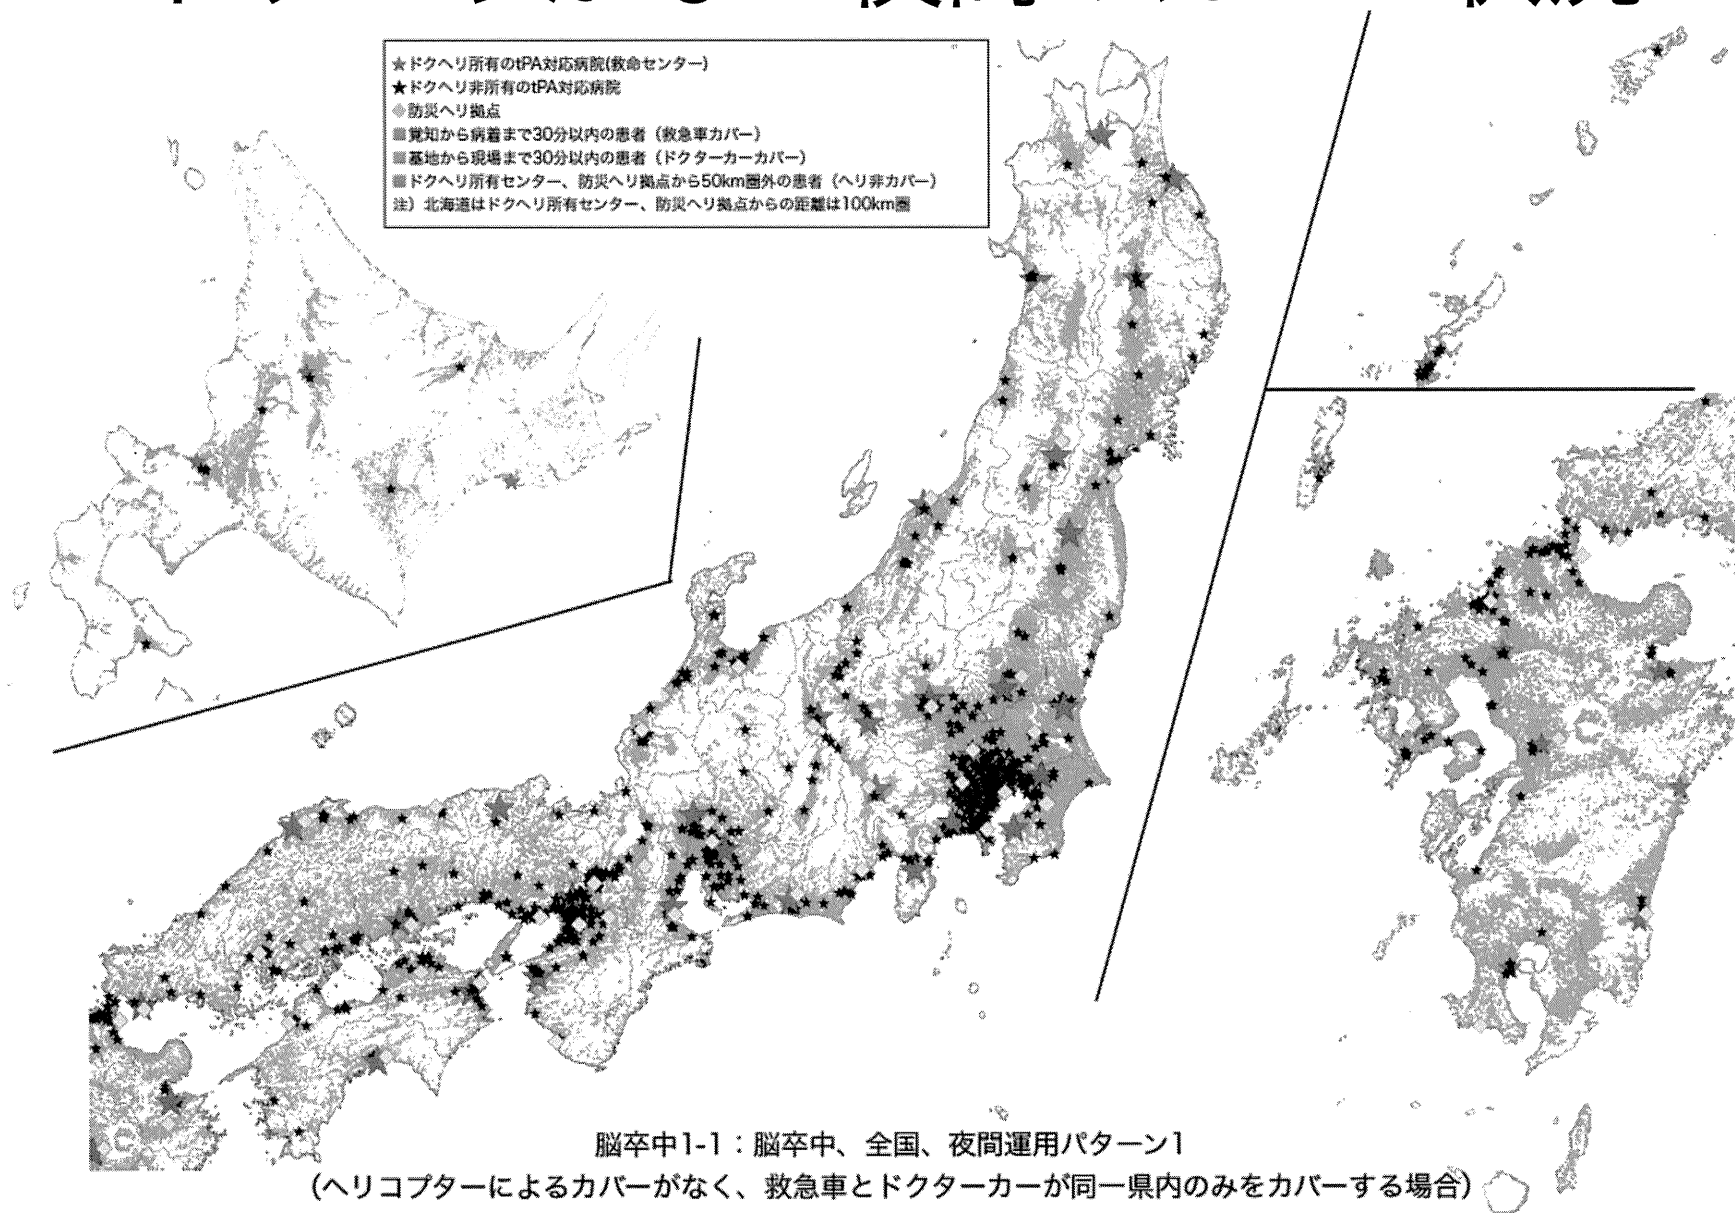 ★ドクヘリ所有のtPA対応病院(救命センター)
★ドクヘリ非所有のtPA対応病院
◆防災ヘリ拠点
■覚知から病着まで30分以内の患者（救急車カバー）
■基地から現場まで30分以内の患者（ドクターカーカバー）
■ドクヘリ所有センター、防災ヘリ拠点から50km圏外の患者（ヘリ非カバー）
注）北海道はドクヘリ所有センター、防災ヘリ拠点からの距離は100km圏
脳卒中1-1：脳卒中、全国、夜間運用パターン1
（ヘリコプターによるカバーがなく、救急車とドクターカーが同一県内のみをカバーする場合）